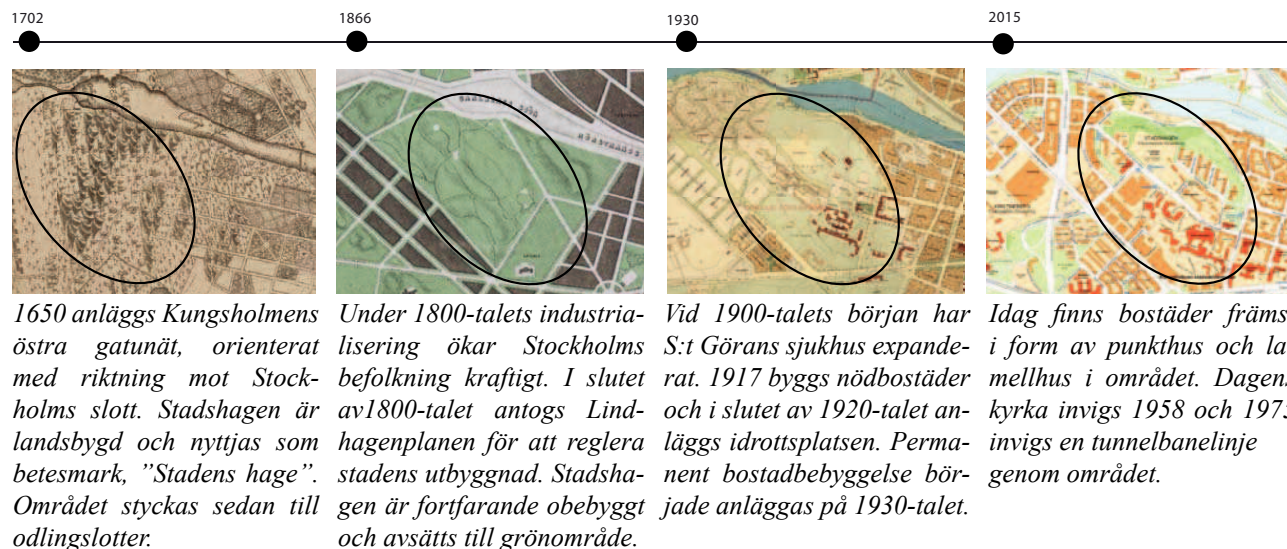 1702
1866
1930
2015
1650 anläggs Kungsholmens
östra gatunät, orienterat
med riktning mot Stock-
holms slott. Stadshagen är
landsbygd och nyttjas som
betesmark, ”Stadens hage”.
Området styckas sedan till
odlingslotter.
Under 1800-talets industria-
lisering ökar Stockholms
befolkning kraftigt. I slutet
av1800-talet antogs Lind-
hagenplanen för att reglera
stadens utbyggnad. Stadsha-
gen är fortfarande obebyggt
och avsätts till grönområde.
Vid 1900-talets början har
S:t Görans sjukhus expande-
rat. 1917 byggs nödbostäder
och i slutet av 1920-talet an-
läggs idrottsplatsen. Perma-
nent bostadbebyggelse bör-
jade anläggas på 1930-talet.
Idag finns bostäder främs
i form av punkthus och la
mellhus i området. Dagen
kyrka invigs 1958 och 1975
invigs en tunnelbanelinje
genom området.